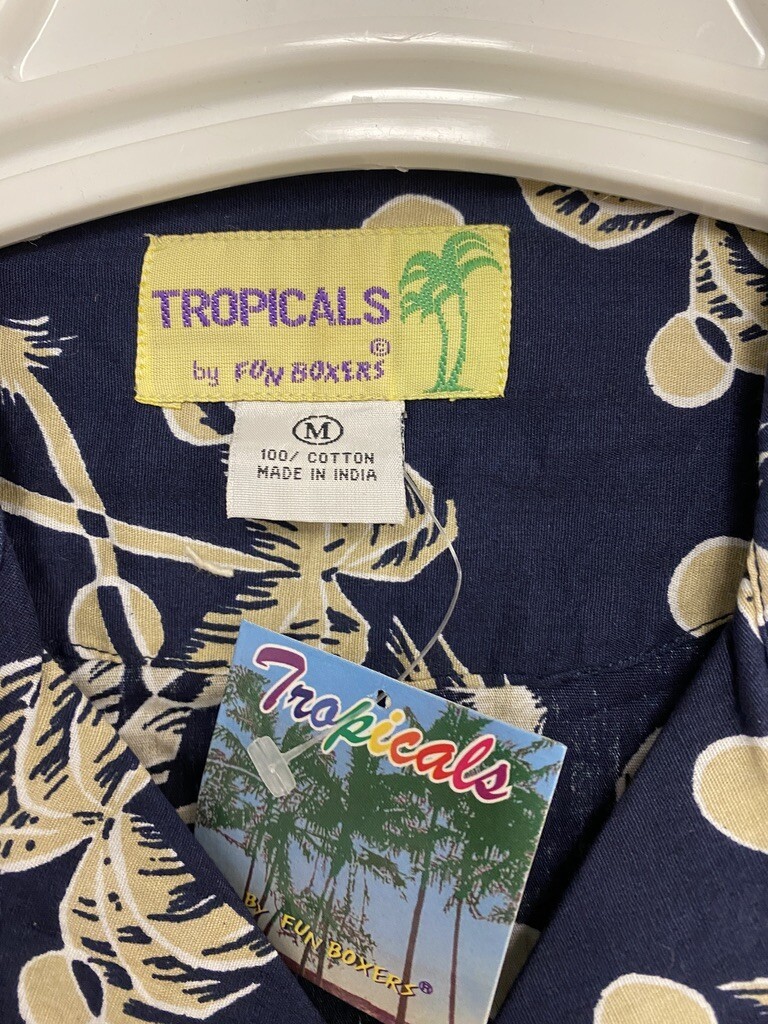 TROPICALS
by FUN BOXERS ©
M
100/ COTTON
MADE IN INDIA
Tropicals
BY FUN BOXERS ®